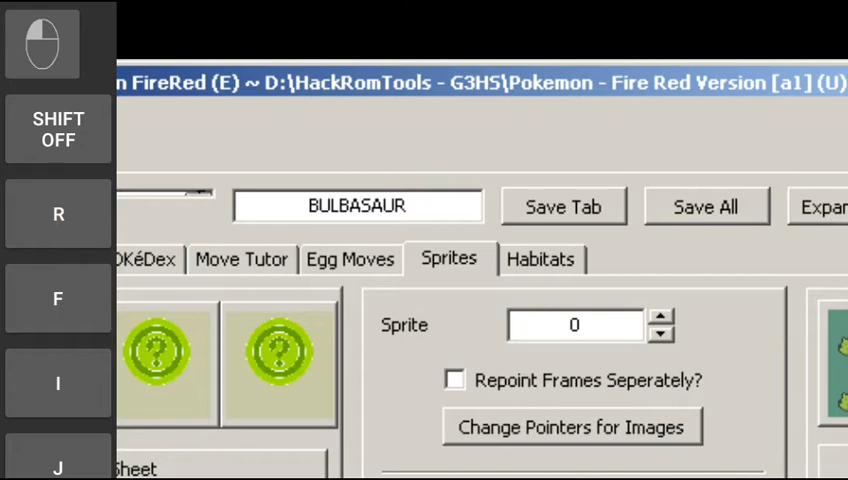 n FireRed (E) ~ D:\HackRomTools - G3HS\Pokemon - Fire Red Version [a1] (U)
SHIFT
OFF
R
BULBASAUR Save Tab Save All Expan
OKéDex Move Tutor Egg Moves Sprites Habitats
F
Sprite 0
I
Repoint Frames Seperately?
Change Pointers for Images
J
Sheet